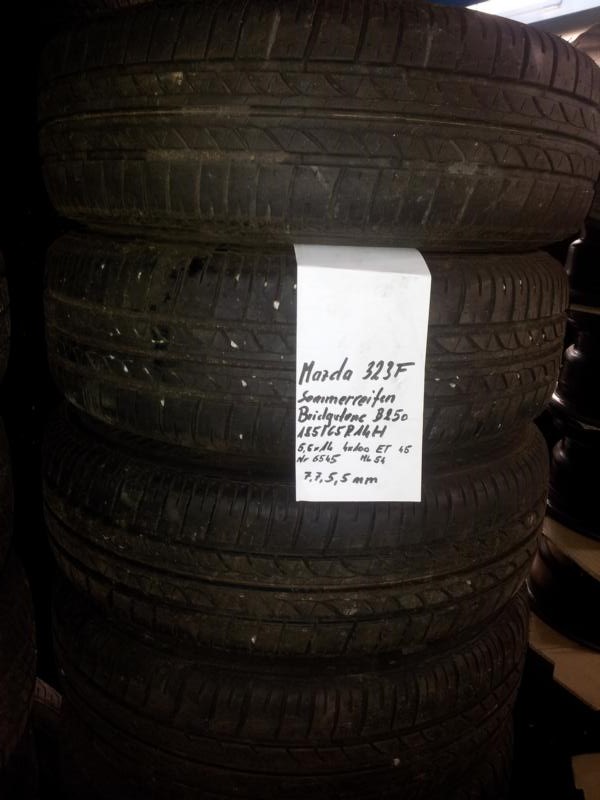 Mazda 323F
Sommerreifen
Bridgestone B250
185/65R14H
5,5x14 4x100 ET 45
Nr 6545 ML 54
7,7,5,5 mm